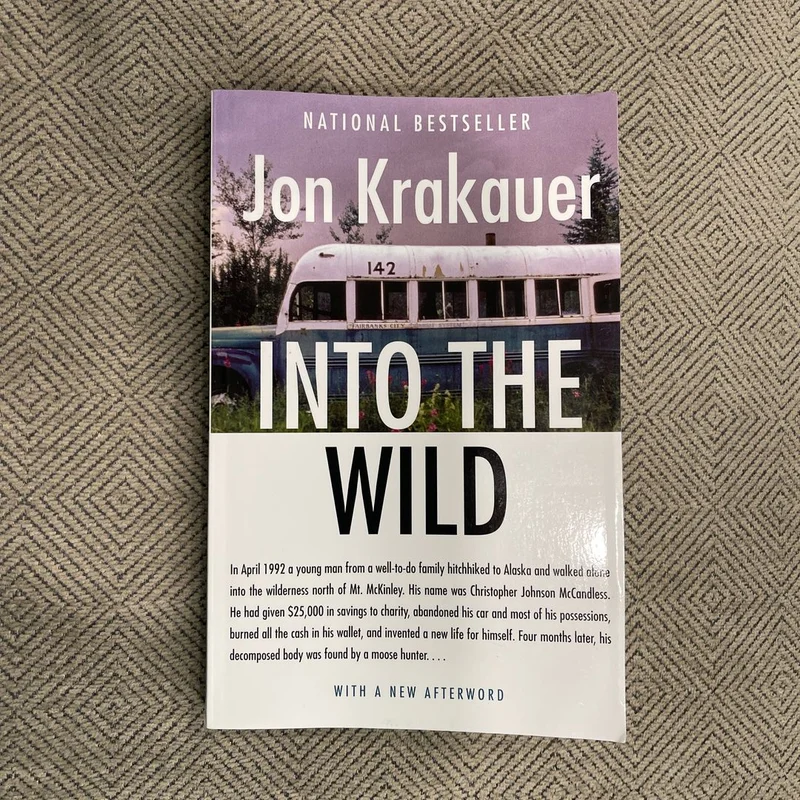 NATIONAL BESTSELLER
Jon Krakauer
142
FAIRBANKS CITY TRANSIT SYSTEM
INTO THE
WILD
In April 1992 a young man from a well-to-do family hitchhiked to Alaska and walked alone
into the wilderness north of Mt. McKinley. His name was Christopher Johnson McCandless.
He had given $25,000 in savings to charity, abandoned his car and most of his possessions,
burned all the cash in his wallet, and invented a new life for himself. Four months later, his
decomposed body was found by a moose hunter. . . .
WITH A NEW AFTERWORD